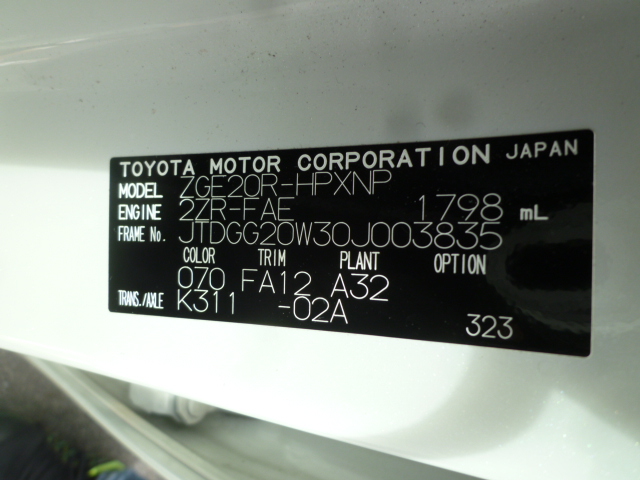 TOYOTA MOTOR CORPORATION JAPAN
MODEL ZGE20R-HPXNP
ENGINE 2ZR-FAE 1798 mL
FRAME No. JTDGG20W30J003835
COLOR TRIM PLANT OPTION
070 FA12 A32
TRANS./AXLE K311 -02A
323